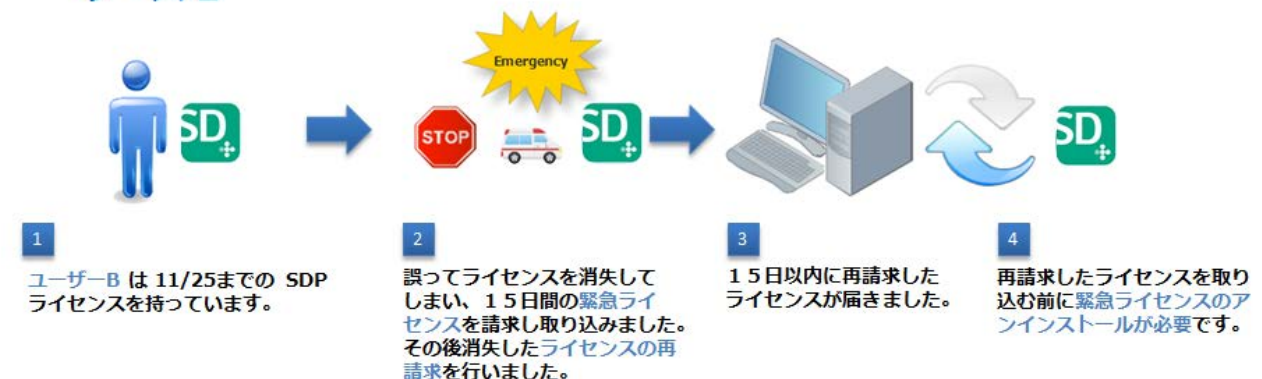 Emergency
SD
STOP
SD
SD
1
ユーザーB は 11/25までの SDP
ライセンスを持っています。
2
誤ってライセンスを消失して
しまい、１５日間の緊急ライ
センスを請求し取り込みました。
その後消失したライセンスの再
請求を行いました。
3
１５日以内に再請求した
ライセンスが届きました。
4
再請求したライセンスを取り
込む前に緊急ライセンスのア
ンインストールが必要です。